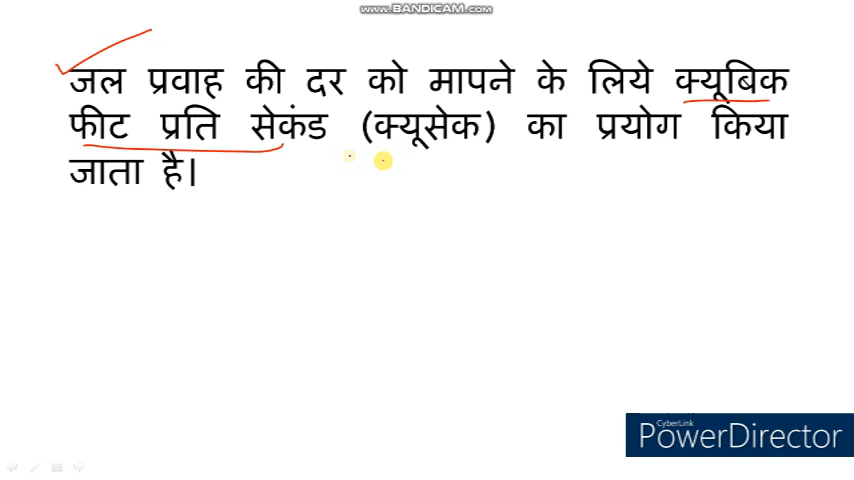 www.BANDICAM.com
जल प्रवाह की दर को मापने के लिये क्यूबिक
फीट प्रति सेकंड (क्यूसेक) का प्रयोग किया
जाता है।
CyberLink
PowerDirector